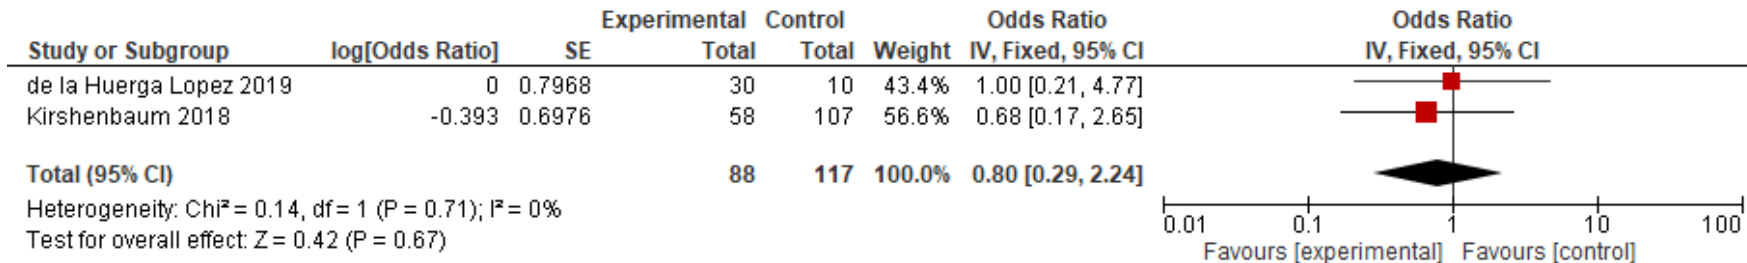 Experimental Control Odds Ratio Odds Ratio
Study or Subgroup log[Odds Ratio] SE Total Total Weight IV, Fixed, 95% CI IV, Fixed, 95% CI
de la Huerga Lopez 2019 0 0.7968 30 10 43.4% 1.00 [0.21, 4.77]
Kirshenbaum 2018 -0.393 0.6976 58 107 56.6% 0.68 [0.17, 2.65]
Total (95% CI) 88 117 100.0% 0.80 [0.29, 2.24]
Heterogeneity: Chi² = 0.14, df = 1 (P = 0.71); I² = 0%
Test for overall effect: Z = 0.42 (P = 0.67)
0.01 0.1 1 10 100
Favours [experimental] Favours [control]